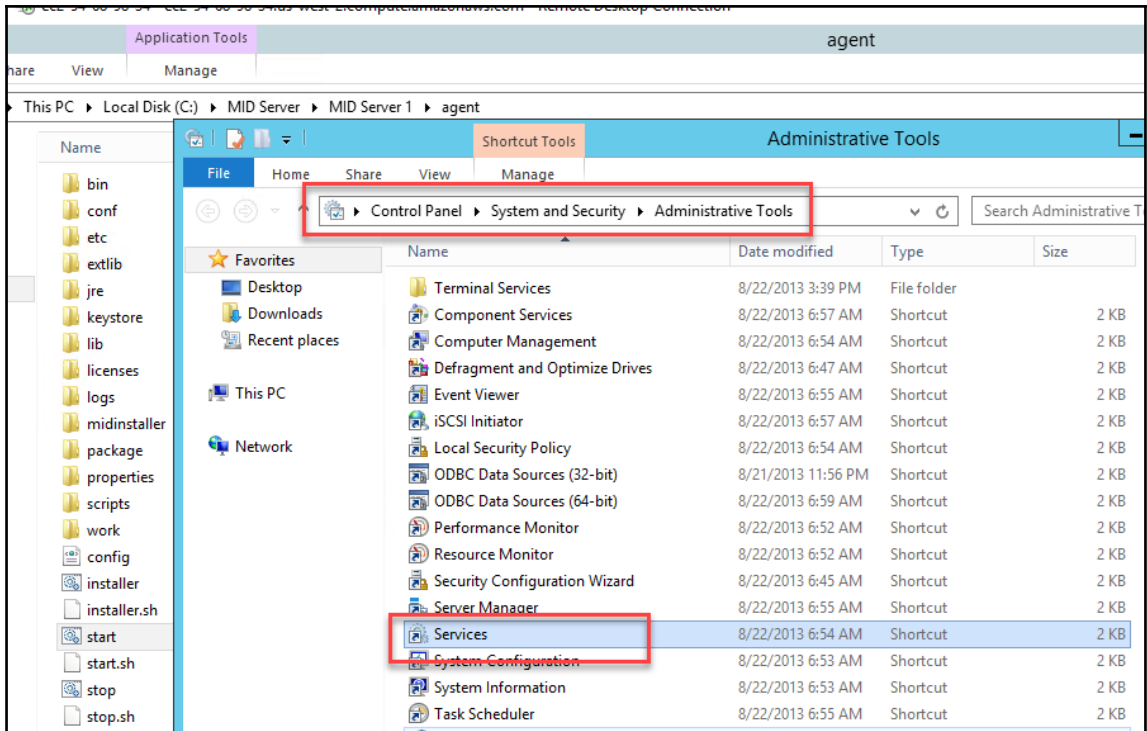 Application Tools
agent
hare View Manage
This PC Local Disk (C:) MID Server MID Server 1 agent
Name
bin
conf
etc
extlib
jre
keystore
lib
licenses
logs
midinstaller
package
properties
scripts
work
config
installer
installer.sh
start
start.sh
stop
stop.sh
Shortcut Tools
Administrative Tools
File Home Share View Manage
Control Panel System and Security Administrative Tools
Search Administrative T
Favorites
Desktop
Downloads
Recent places
This PC
Network
Name Date modified Type Size
Terminal Services 8/22/2013 3:39 PM File folder
Component Services 8/22/2013 6:57 AM Shortcut 2 KB
Computer Management 8/22/2013 6:54 AM Shortcut 2 KB
Defragment and Optimize Drives 8/22/2013 6:47 AM Shortcut 2 KB
Event Viewer 8/22/2013 6:55 AM Shortcut 2 KB
iSCSI Initiator 8/22/2013 6:57 AM Shortcut 2 KB
Local Security Policy 8/22/2013 6:54 AM Shortcut 2 KB
ODBC Data Sources (32-bit) 8/21/2013 11:56 PM Shortcut 2 KB
ODBC Data Sources (64-bit) 8/22/2013 6:59 AM Shortcut 2 KB
Performance Monitor 8/22/2013 6:52 AM Shortcut 2 KB
Resource Monitor 8/22/2013 6:52 AM Shortcut 2 KB
Security Configuration Wizard 8/22/2013 6:45 AM Shortcut 2 KB
Server Manager 8/22/2013 6:55 AM Shortcut 2 KB
Services 8/22/2013 6:54 AM Shortcut 2 KB
System Configuration 8/22/2013 6:53 AM Shortcut 2 KB
System Information 8/22/2013 6:53 AM Shortcut 2 KB
Task Scheduler 8/22/2013 6:55 AM Shortcut 2 KB